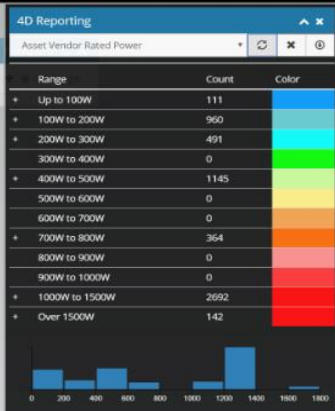 4D Reporting
Asset Vendor Rated Power
Range Count Color
+ Up to 100W 111
+ 100W to 200W 960
+ 200W to 300W 491
300W to 400W 0
+ 400W to 500W 1145
500W to 600W 0
600W to 700W 0
+ 700W to 800W 364
800W to 900W 0
900W to 1000W 0
+ 1000W to 1500W 2692
+ Over 1500W 142
0 200 400 600 800 1000 1200 1400 1600 1800